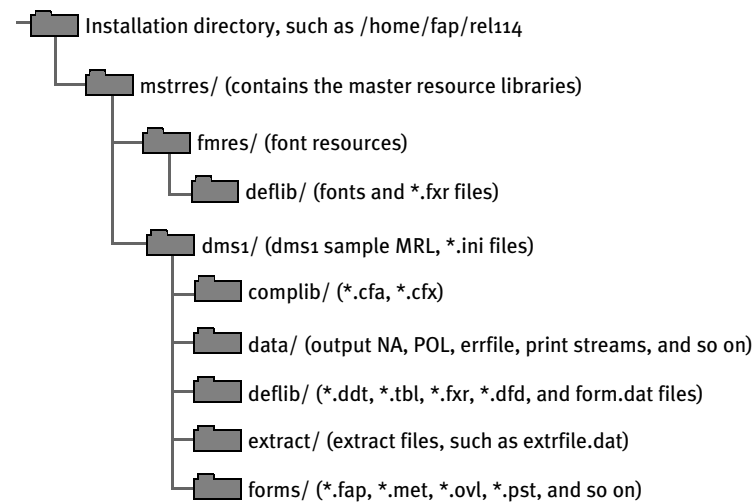 Installation directory, such as /home/fap/rel114
mstrres/ (contains the master resource libraries)
fmres/ (font resources)
deflib/ (fonts and *.fxr files)
dms1/ (dms1 sample MRL, *.ini files)
complib/ (*.cfa, *.cfx)
data/ (output NA, POL, errfile, print streams, and so on)
deflib/ (*.ddt, *.tbl, *.fxr, *.dfd, and form.dat files)
extract/ (extract files, such as extrfile.dat)
forms/ (*.fap, *.met, *.ovl, *.pst, and so on)